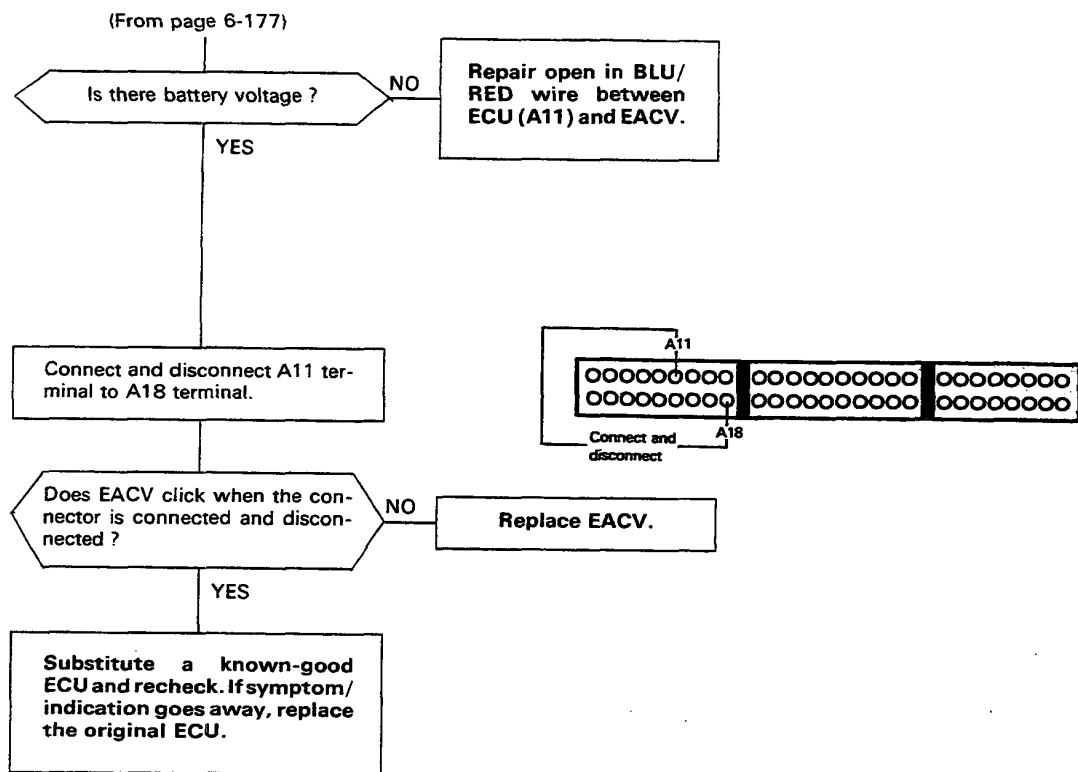 (From page 6-177)
Is there battery voltage ?
NO
Repair open in BLU/
RED wire between
ECU (A11) and EACV.
YES
Connect and disconnect A11 ter-
minal to A18 terminal.
A11
A18
Connect and
disconnect
Does EACV click when the con-
nector is connected and discon-
nected ?
NO
Replace EACV.
YES
Substitute a known-good
ECU and recheck. If symptom/
indication goes away, replace
the original ECU.